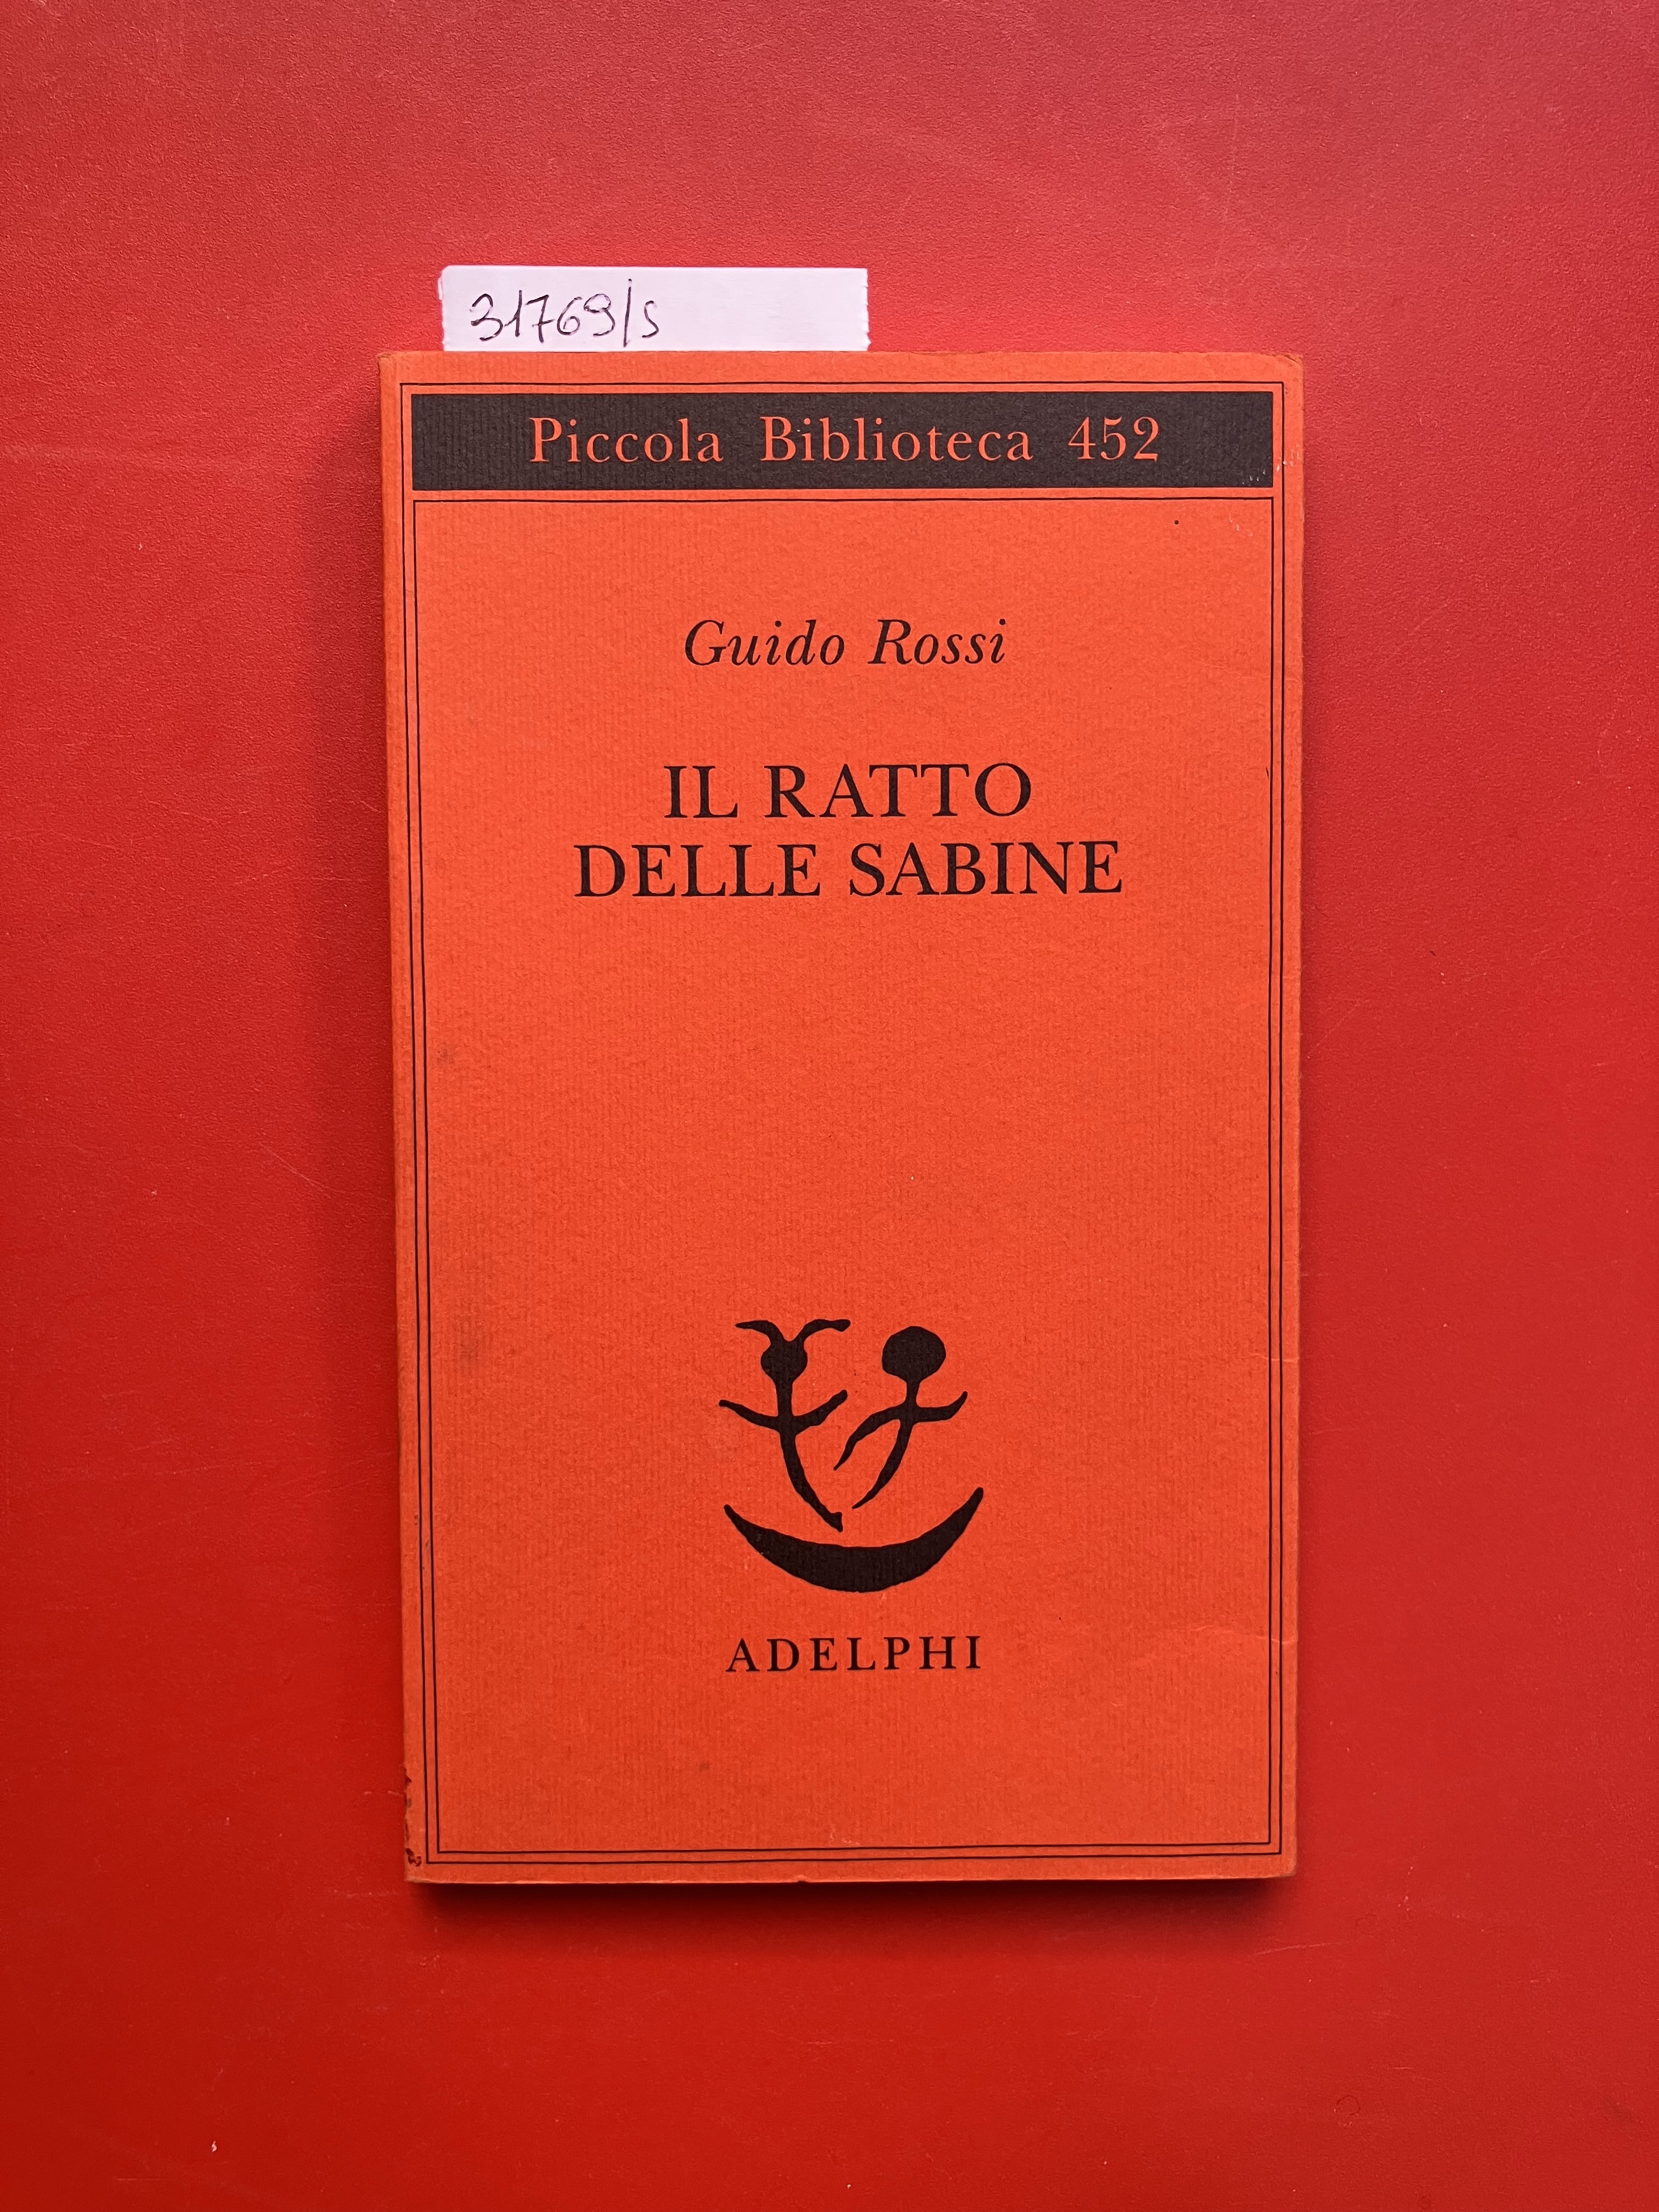 31769/s
Piccola Biblioteca 452
Guido Rossi
IL RATTO
DELLE SABINE
ADELPHI